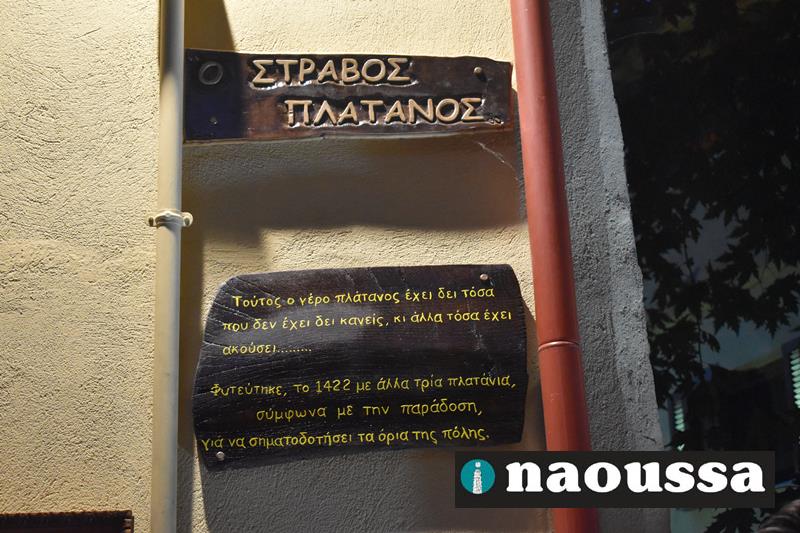 ΣΤΡΑΒΟΣ
ΠΛΑΤΑΝΟΣ
Τούτος ο γέρο πλάτανος έχει δει τόσα
που δεν έχει δει κανείς, κι άλλα τόσα έχει
ακούσει.........
Φυτεύτηκε, το 1422 με άλλα τρία πλατάνια,
σύμφωνα με την παράδοση,
για να σηματοδοτήσει τα όρια της πόλης.
naoussa